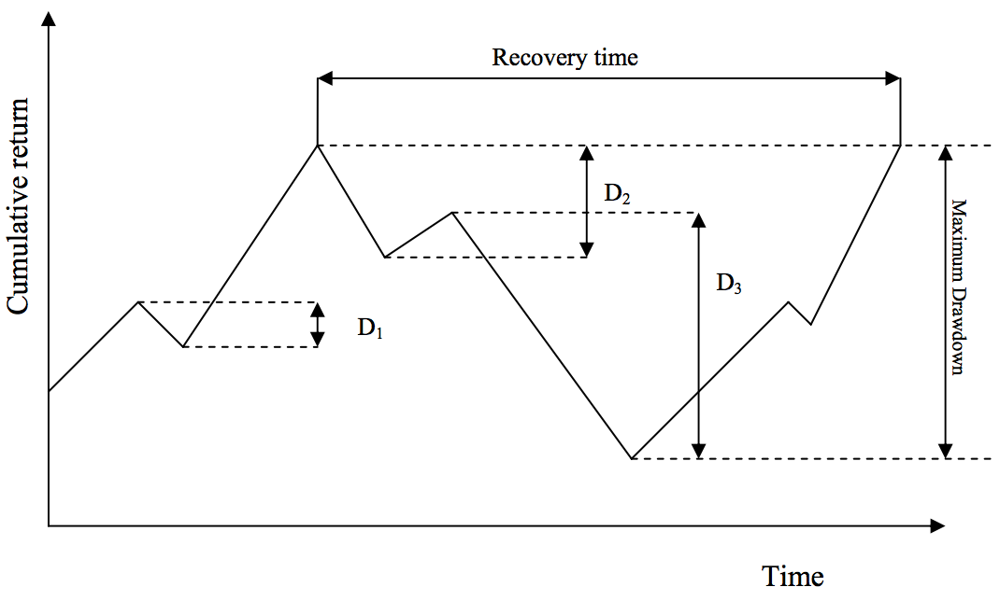 Recovery time
Cumulative return
D₂
Maximum Drawdown
D₃
D₁
Time